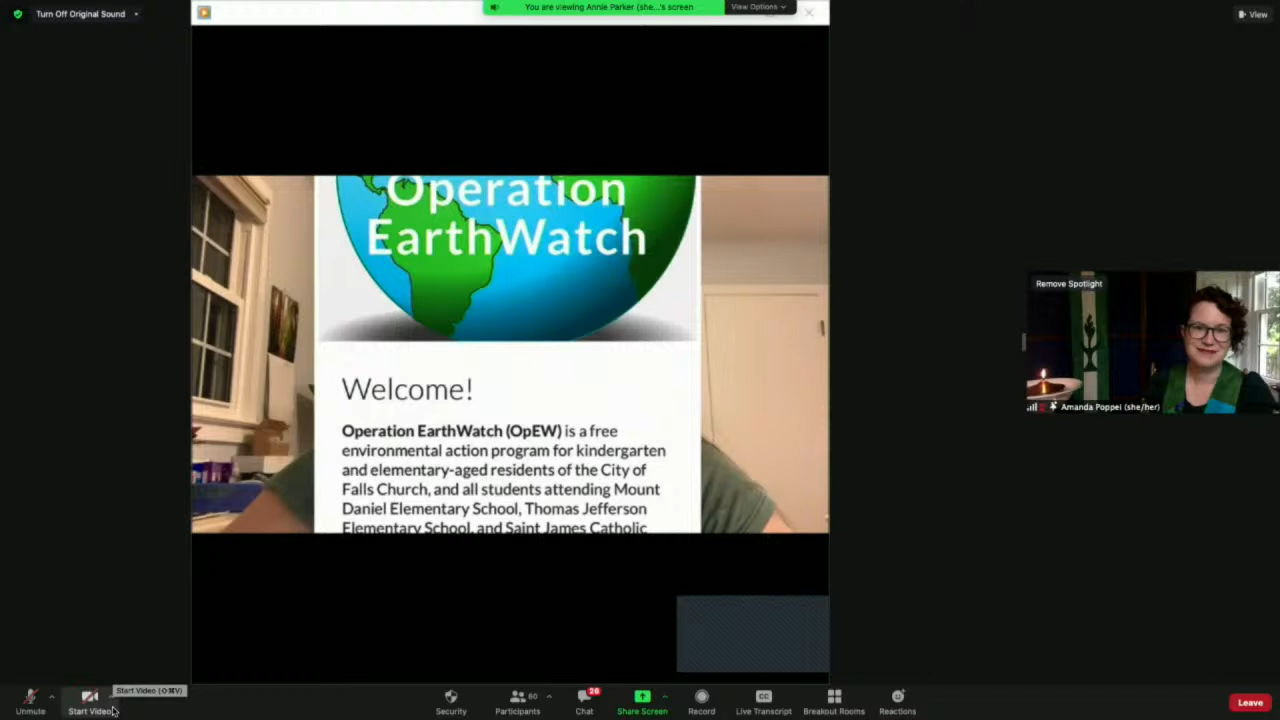 Turn Off Original Sound
You are viewing Annie Parker (she...'s screen
View Options
View
Operation
EarthWatch
Welcome!
Operation EarthWatch (OpEW) is a free
environmental action program for kindergarten
and elementary-aged residents of the City of
Falls Church, and all students attending Mount
Daniel Elementary School, Thomas Jefferson
Elementary School, and Saint James Catholic
Remove Spotlight
Amanda Poppei (she/her)
Start Video (⇧⌘V)
Unmute
Start Video
Security
60
Participants
26
Chat
Share Screen
Record
CC
Live Transcript
Breakout Rooms
Reactions
Leave